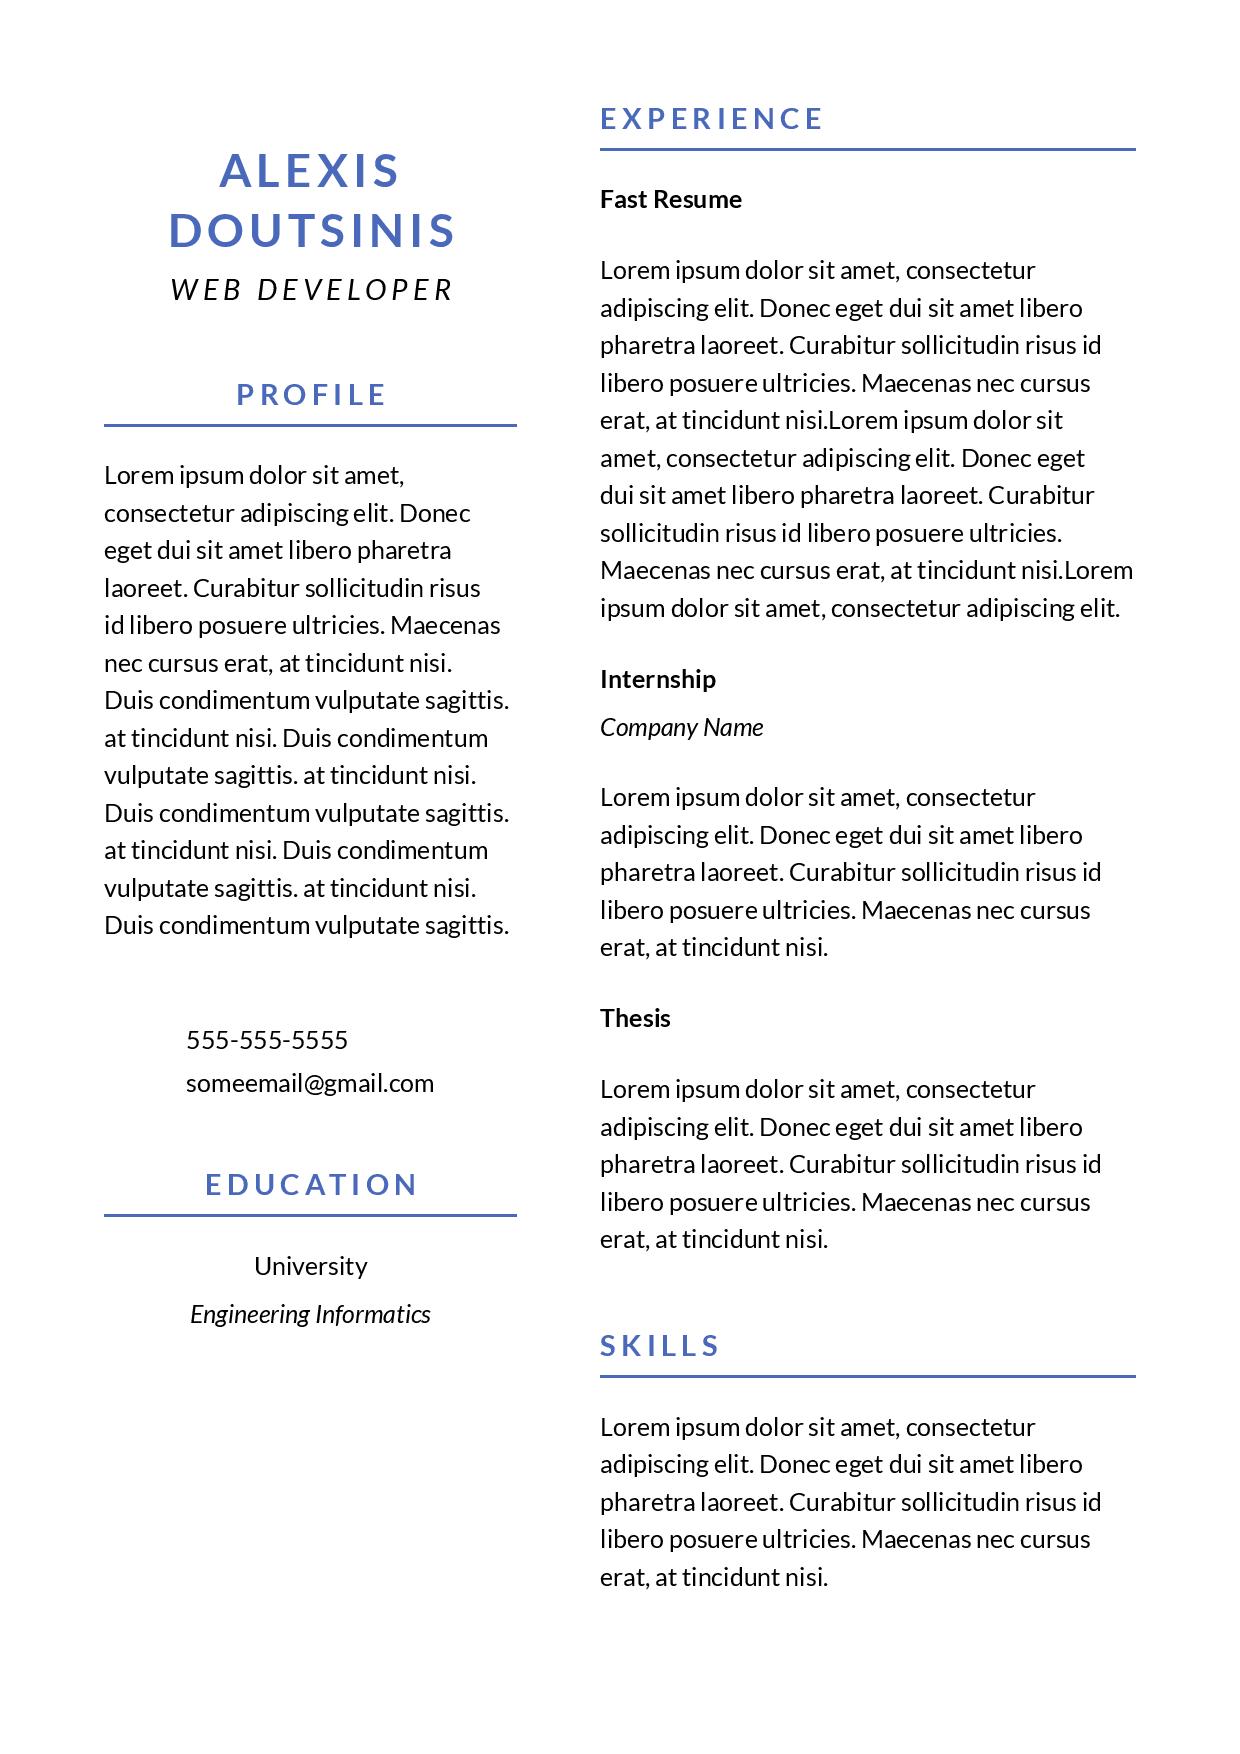 ALEXIS
DOUTSINIS
WEB DEVELOPER
PROFILE
Lorem ipsum dolor sit amet,
consectetur adipiscing elit. Donec
eget dui sit amet libero pharetra
laoreet. Curabitur sollicitudin risus
id libero posuere ultricies. Maecenas
nec cursus erat, at tincidunt nisi.
Duis condimentum vulputate sagittis.
at tincidunt nisi. Duis condimentum
vulputate sagittis. at tincidunt nisi.
Duis condimentum vulputate sagittis.
at tincidunt nisi. Duis condimentum
vulputate sagittis. at tincidunt nisi.
Duis condimentum vulputate sagittis.
555-555-5555
someemail@gmail.com
EDUCATION
University
Engineering Informatics
EXPERIENCE
Fast Resume
Lorem ipsum dolor sit amet, consectetur
adipiscing elit. Donec eget dui sit amet libero
pharetra laoreet. Curabitur sollicitudin risus id
libero posuere ultricies. Maecenas nec cursus
erat, at tincidunt nisi.Lorem ipsum dolor sit
amet, consectetur adipiscing elit. Donec eget
dui sit amet libero pharetra laoreet. Curabitur
sollicitudin risus id libero posuere ultricies.
Maecenas nec cursus erat, at tincidunt nisi.Lorem
ipsum dolor sit amet, consectetur adipiscing elit.
Internship
Company Name
Lorem ipsum dolor sit amet, consectetur
adipiscing elit. Donec eget dui sit amet libero
pharetra laoreet. Curabitur sollicitudin risus id
libero posuere ultricies. Maecenas nec cursus
erat, at tincidunt nisi.
Thesis
Lorem ipsum dolor sit amet, consectetur
adipiscing elit. Donec eget dui sit amet libero
pharetra laoreet. Curabitur sollicitudin risus id
libero posuere ultricies. Maecenas nec cursus
erat, at tincidunt nisi.
SKILLS
Lorem ipsum dolor sit amet, consectetur
adipiscing elit. Donec eget dui sit amet libero
pharetra laoreet. Curabitur sollicitudin risus id
libero posuere ultricies. Maecenas nec cursus
erat, at tincidunt nisi.